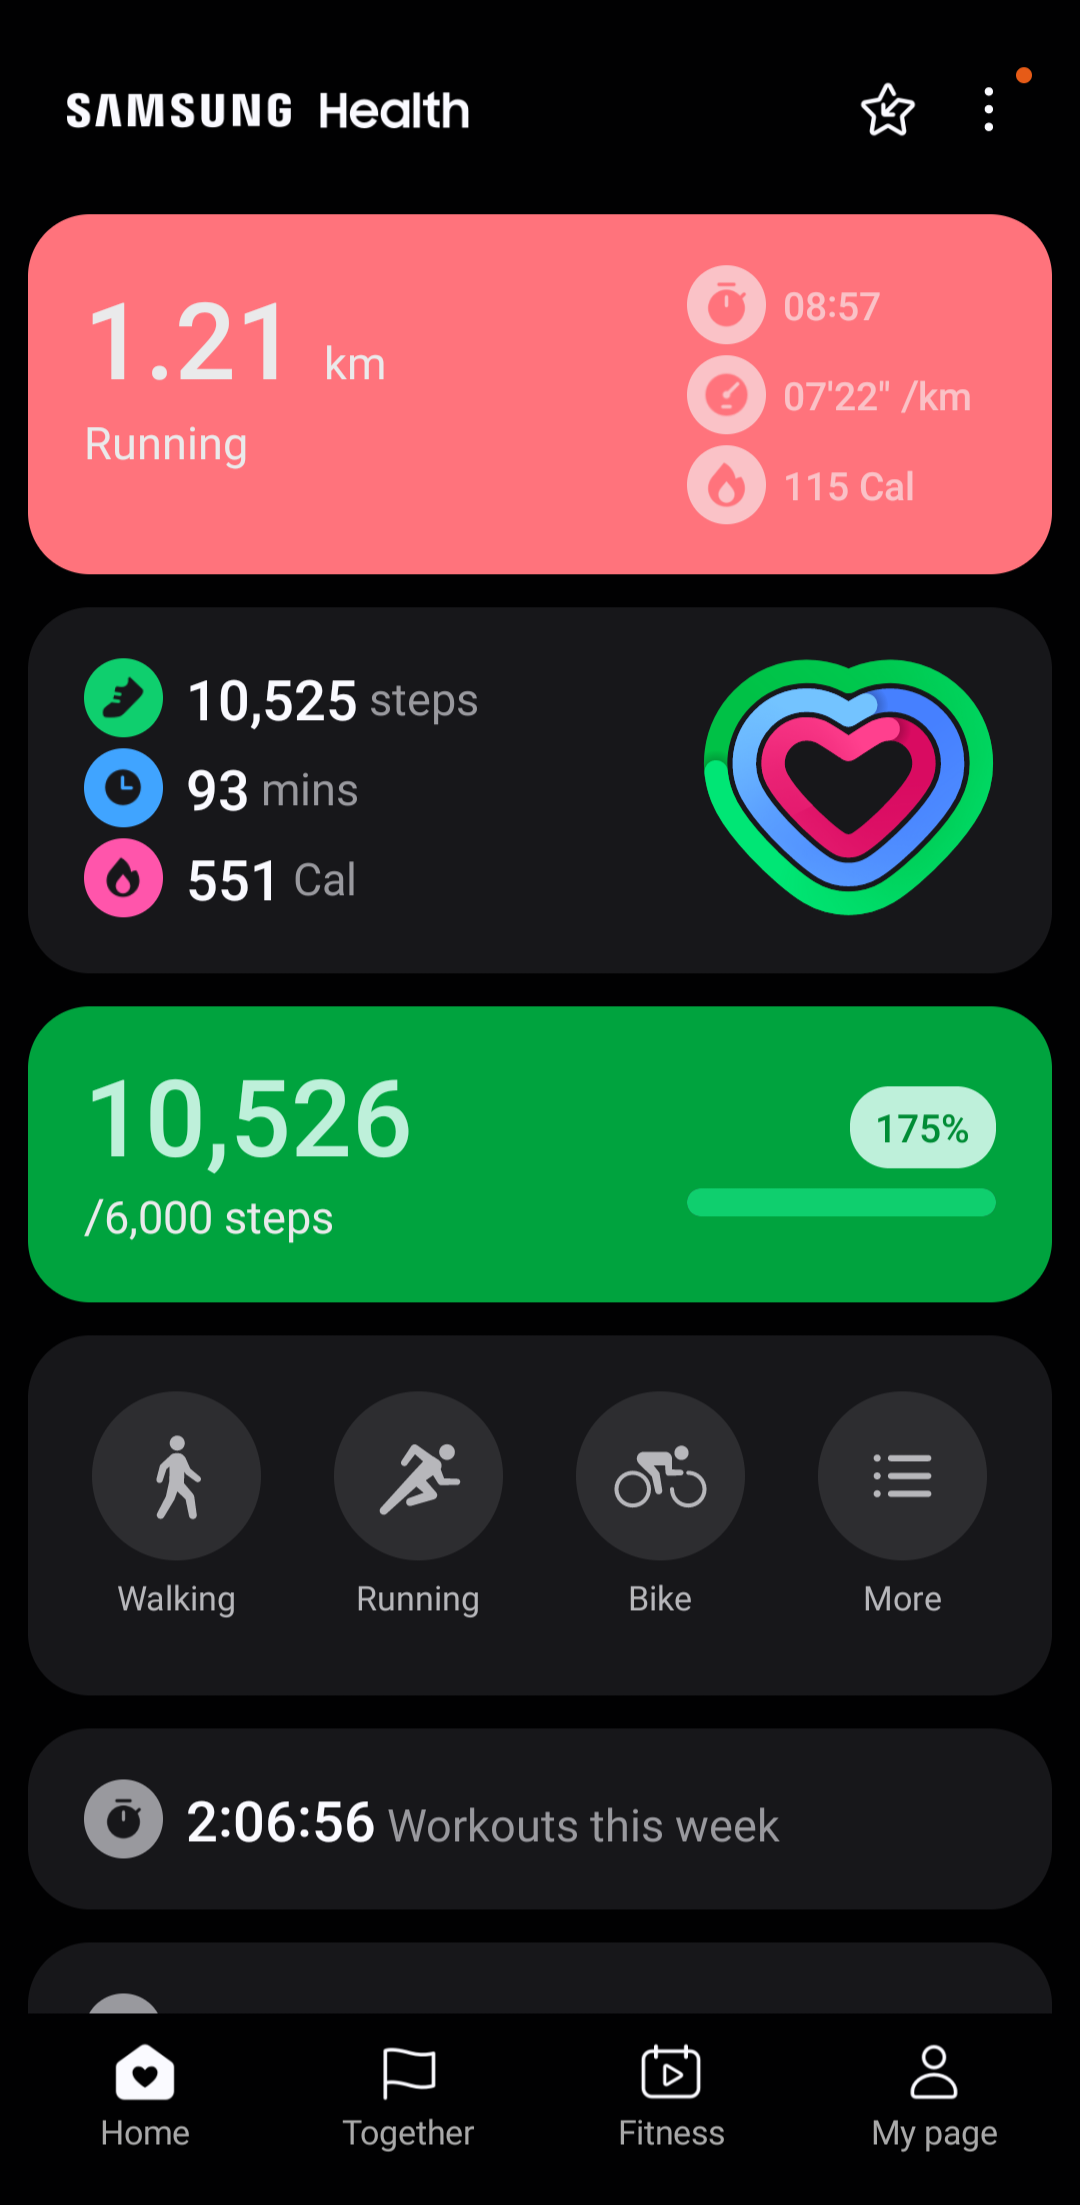 SAMSUNG Health
1.21 km
Running
08:57
07'22" /km
115 Cal
10,525 steps
93 mins
551 Cal
10,526
/6,000 steps
175%
Walking
Running
Bike
More
2:06:56 Workouts this week
Home
Together
Fitness
My page